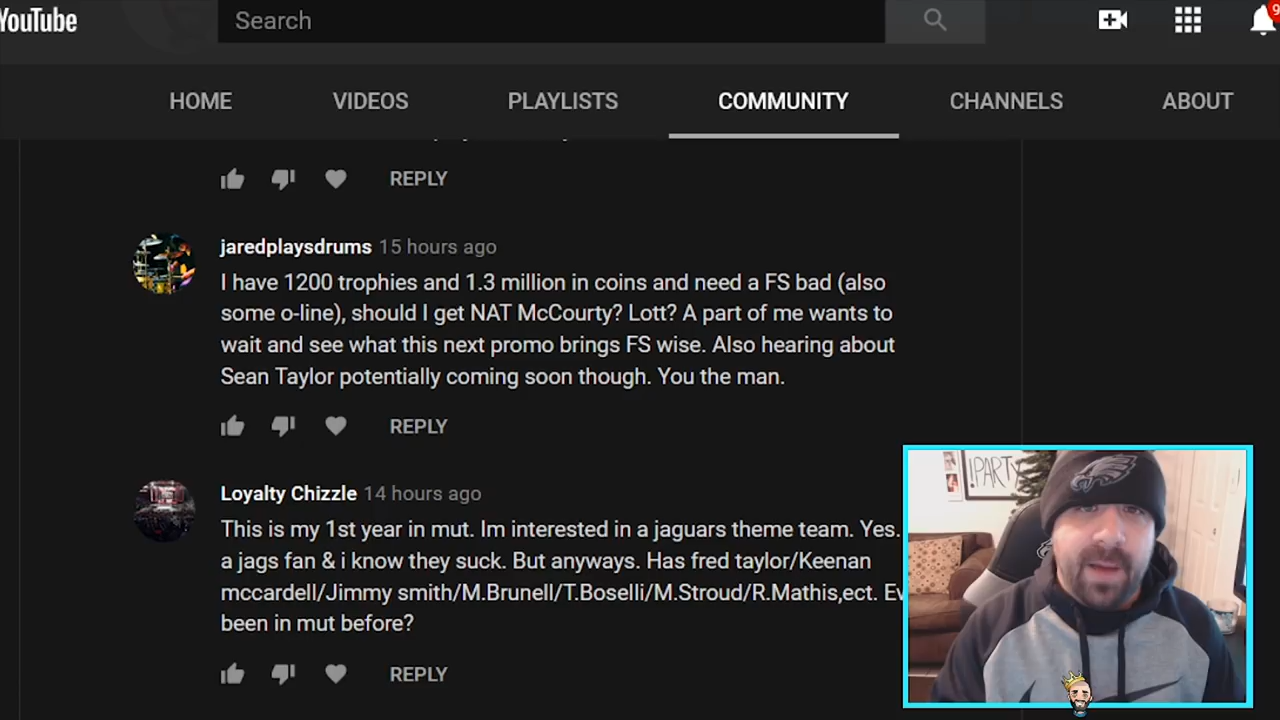 YouTube
Search
9
HOME VIDEOS PLAYLISTS COMMUNITY CHANNELS ABOUT
REPLY
jaredplaysdrums 15 hours ago
I have 1200 trophies and 1.3 million in coins and need a FS bad (also
some o-line), should I get NAT McCourty? Lott? A part of me wants to
wait and see what this next promo brings FS wise. Also hearing about
Sean Taylor potentially coming soon though. You the man.
REPLY
Loyalty Chizzle 14 hours ago
This is my 1st year in mut. Im interested in a jaguars theme team. Yes.
a jags fan & i know they suck. But anyways. Has fred taylor/Keenan
mccardell/Jimmy smith/M.Brunell/T.Boselli/M.Stroud/R.Mathis,ect. Ev
been in mut before?
REPLY
!PARTY